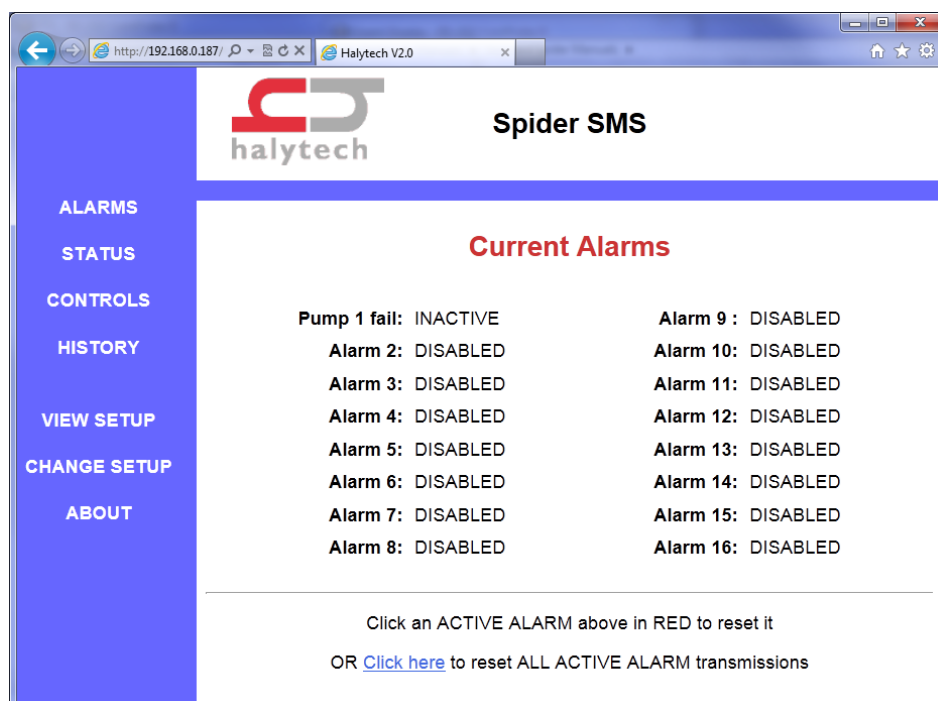 http://192.168.0.187/
Halytech V2.0
halytech
Spider SMS
ALARMS
STATUS
CONTROLS
HISTORY
VIEW SETUP
CHANGE SETUP
ABOUT
Current Alarms
Pump 1 fail: INACTIVE
Alarm 2: DISABLED
Alarm 3: DISABLED
Alarm 4: DISABLED
Alarm 5: DISABLED
Alarm 6: DISABLED
Alarm 7: DISABLED
Alarm 8: DISABLED
Alarm 9 : DISABLED
Alarm 10: DISABLED
Alarm 11: DISABLED
Alarm 12: DISABLED
Alarm 13: DISABLED
Alarm 14: DISABLED
Alarm 15: DISABLED
Alarm 16: DISABLED
Click an ACTIVE ALARM above in RED to reset it
OR Click here to reset ALL ACTIVE ALARM transmissions